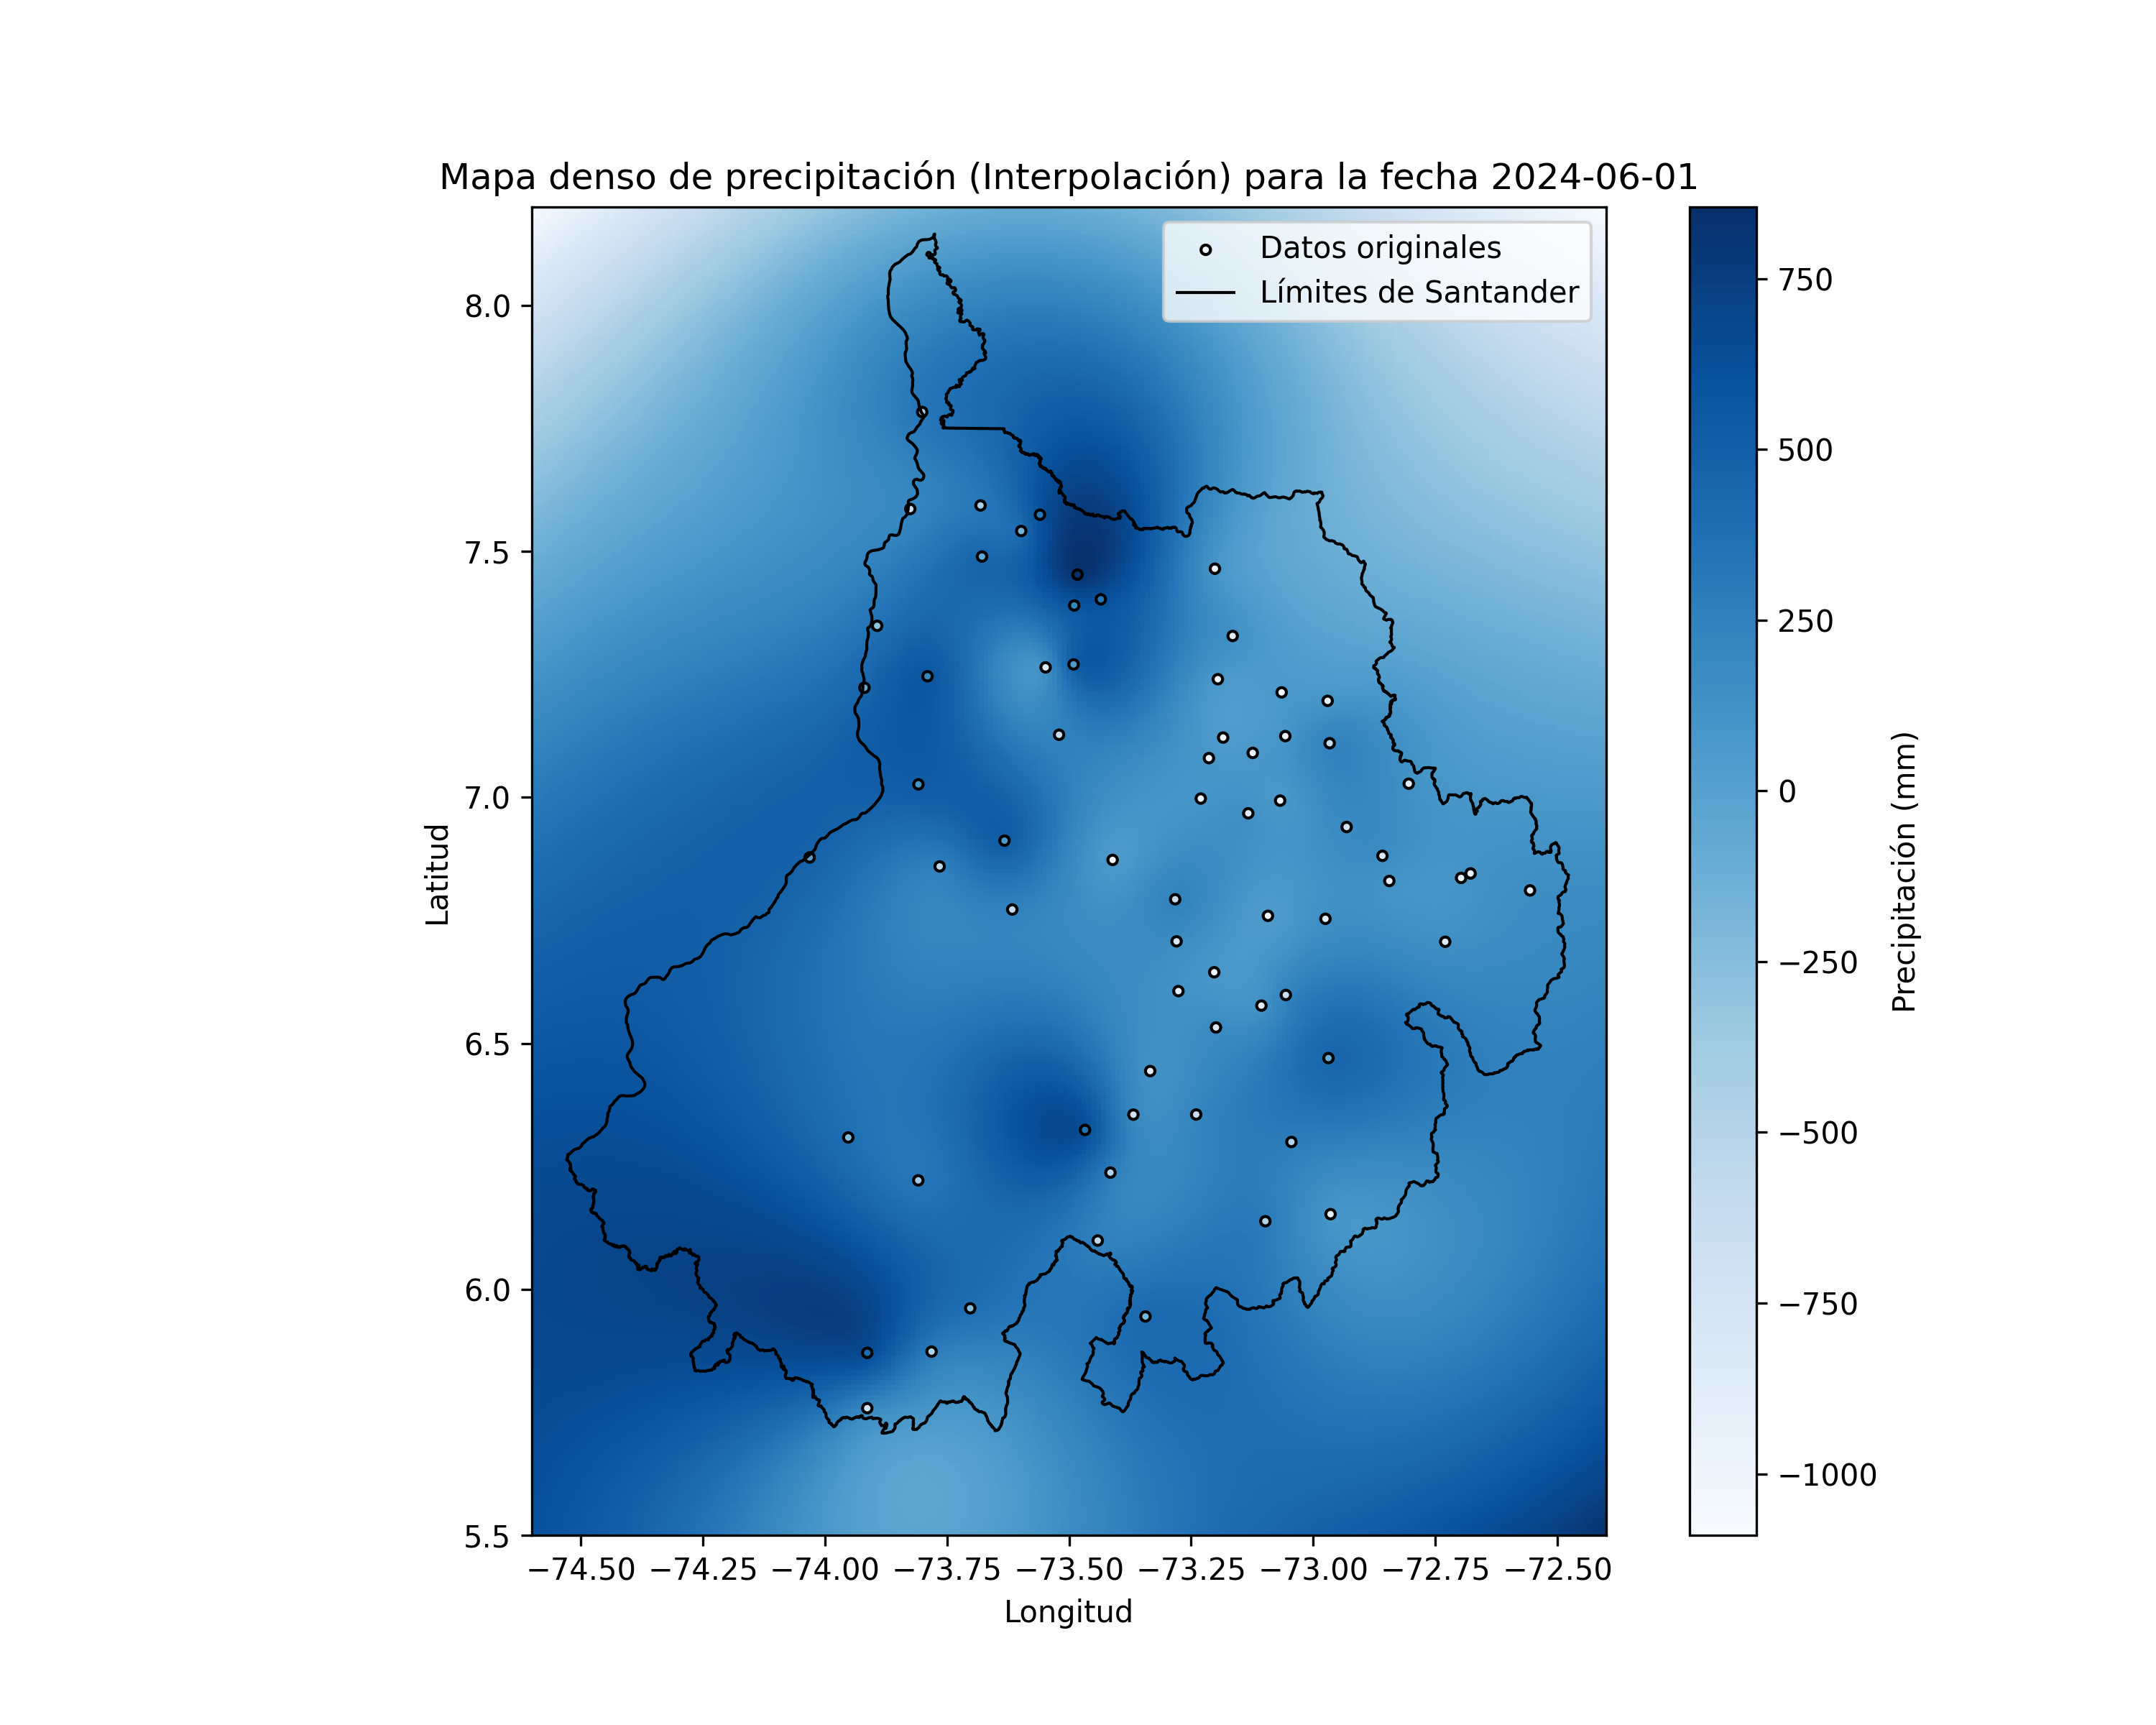 Mapa denso de precipitación (Interpolación) para la fecha 2024-06-01
Datos originales
Límites de Santander
8.0
7.5
7.0
6.5
6.0
5.5
Latitud
−74.50 −74.25 −74.00 −73.75 −73.50 −73.25 −73.00 −72.75 −72.50
Longitud
750
500
250
0
−250
−500
−750
−1000
Precipitación (mm)